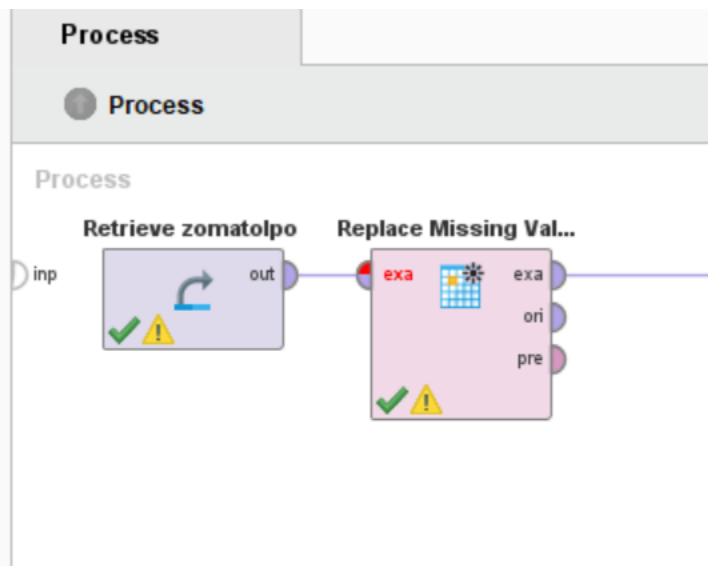 Process
Process
Process
Retrieve zomatolpo
Replace Missing Val...
inp
out
exa
exa
ori
pre